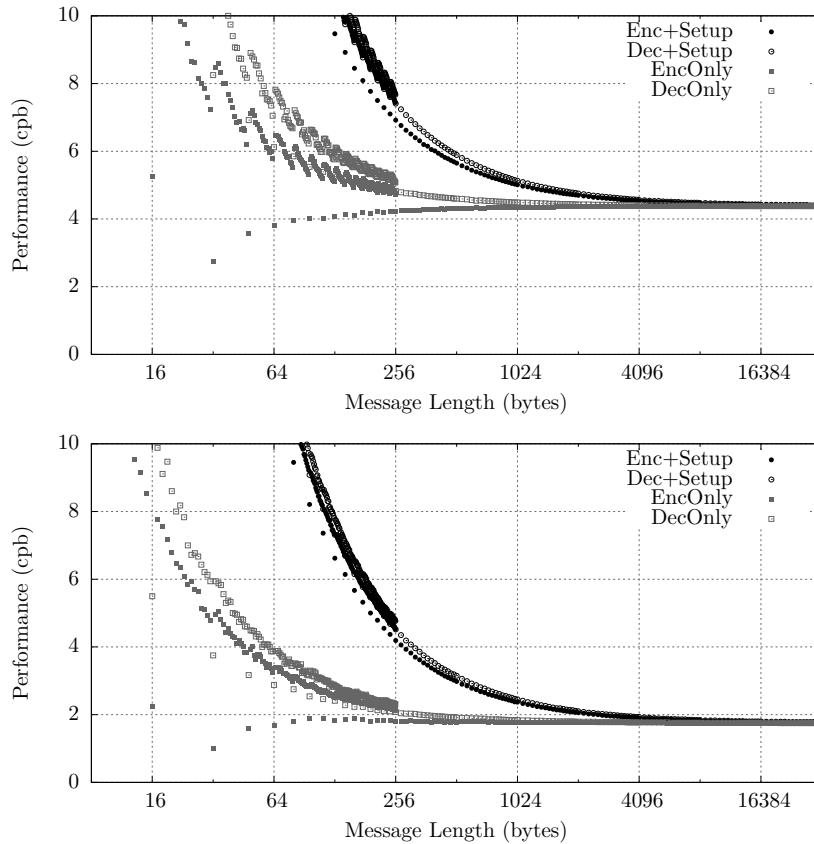 10
8
6
4
2
0
Performance (cpb)
Enc+Setup
Dec+Setup
EncOnly
DecOnly
16 64 256 1024 4096 16384
Message Length (bytes)
10
8
6
4
2
0
Performance (cpb)
Enc+Setup
Dec+Setup
EncOnly
DecOnly
16 64 256 1024 4096 16384
Message Length (bytes)